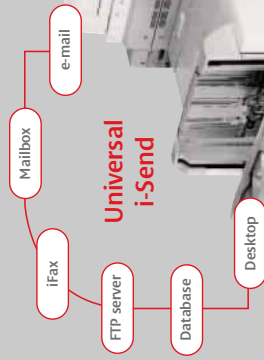 e-mail
Mailbox
iFax
Universal
i-Send
FTP server
Database
Desktop